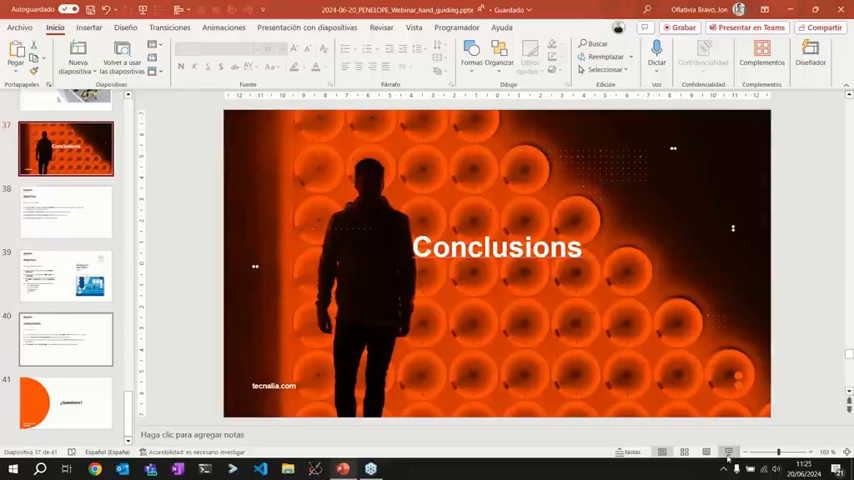 Autoguardado
2024-06-20_PENELOPE_Webinar_hand_guiding.pptx
Guardado
Oñativia Bravo, Jon
Archivo
Inicio
Insertar
Diseño
Transiciones
Animaciones
Presentación con diapositivas
Revisar
Vista
Programador
Ayuda
Grabar
Presentar en Teams
Compartir
Pegar
Nueva diapositiva
Volver a usar las diapositivas
N K S
Formas
Organizar
Estilos rápidos
Buscar
Reemplazar
Seleccionar
Dictar
Confidencialidad
Complementos
Diseñador
Portapapeles
Diapositivas
Fuente
Párrafo
Dibujo
Edición
Voz
Confidencialidad
Complementos
37
Conclusions
38
39
40
41
¿Questions?
Conclusions
tecnalia.com
Haga clic para agregar notas
Diapositiva 37 de 41
Español (España)
Accesibilidad: es necesario investigar
Notas
103 %
11:25
20/06/2024
21